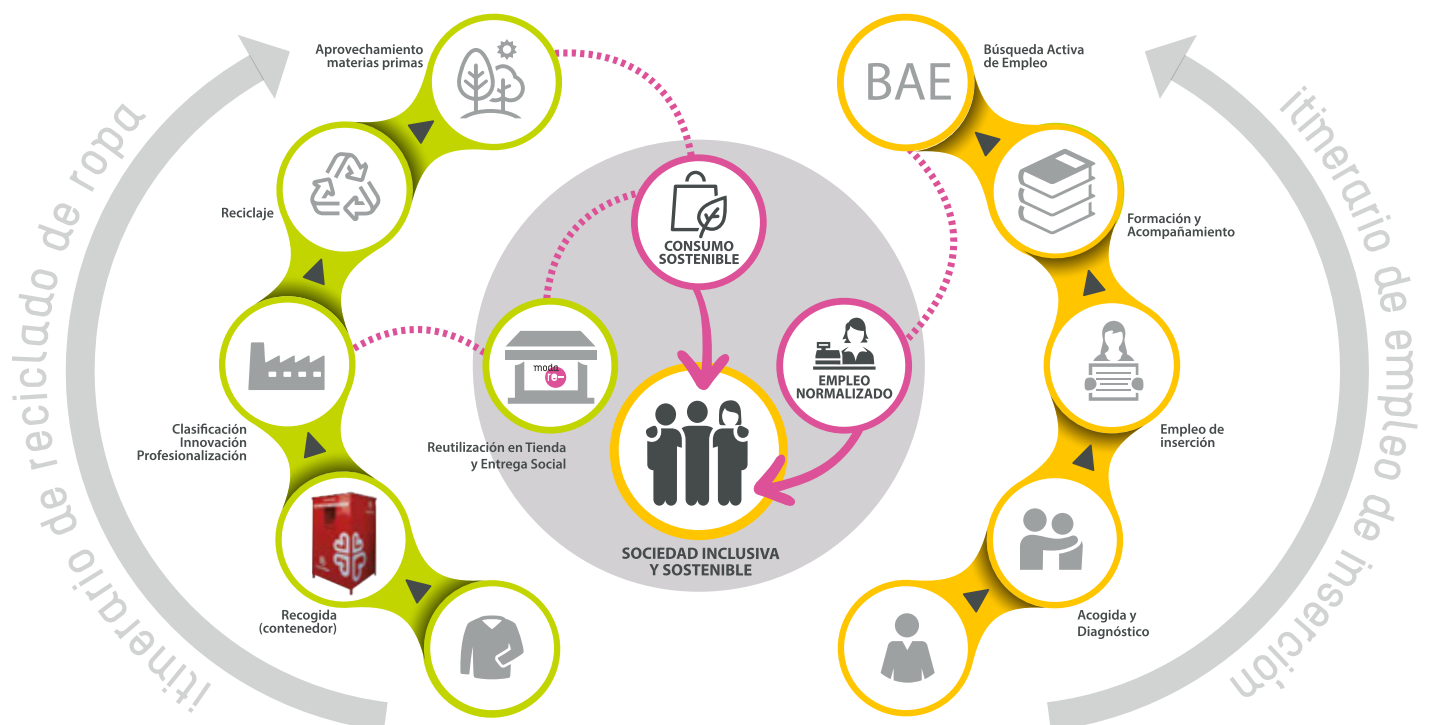 itinerario de reciclado de ropa
Aprovechamiento
materias primas
Reciclaje
Clasificación
Innovación
Profesionalización
Recogida
(contenedor)
CONSUMO
SOSTENIBLE
moda
re-
Reutilización en Tienda
y Entrega Social
EMPLEO
NORMALIZADO
SOCIEDAD INCLUSIVA
Y SOSTENIBLE
BAE
Búsqueda Activa
de Empleo
Formación y
Acompañamiento
Empleo de
inserción
Acogida y
Diagnóstico
itinerario de empleo de inserción